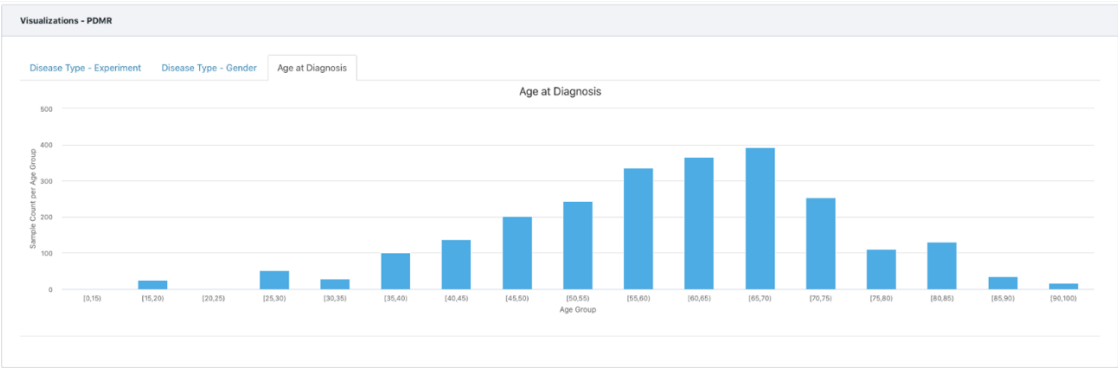 Visualizations - PDMR
Disease Type - Experiment Disease Type - Gender Age at Diagnosis
Age at Diagnosis
Sample Count per Age Group
500
400
300
200
100
0
[0,15) [15,20) [20,25) [25,30) [30,35) [35,40) [40,45) [45,50) [50,55) [55,60) [60,65) [65,70) [70,75) [75,80) [80,85) [85,90) [90,100)
Age Group